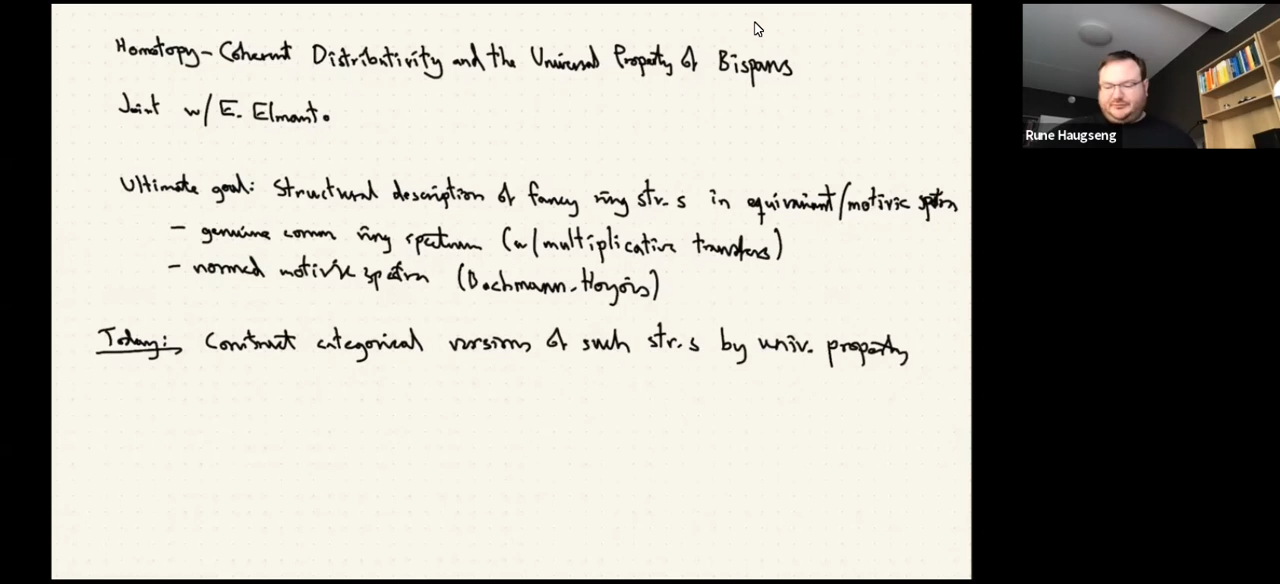 Homotopy-Coherent Distributivity and the Universal Property of Bispans
Joint w/ E. Elmanto.
Ultimate goal: Structural description of fancy ring str.s in equivariant/motivic sptra
- genuine comm ring spectrum (w/ multiplicative transfers)
- normed motivic spectra (Bachmann-Hoyois)
Today: Construct categorical versions of such str.s by univ. property
Rune Haugseng